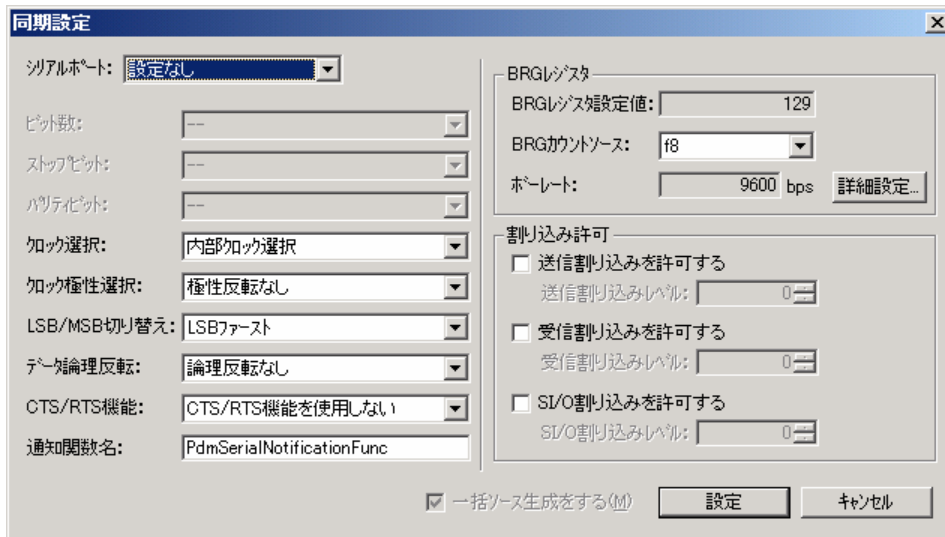 同期設定
シリアルポート: 設定なし
ビット数: --
ストップビット: --
パリティビット: --
クロック選択: 内部クロック選択
クロック極性選択: 極性反転なし
LSB/MSB切り替え: LSBファースト
データ論理反転: 論理反転なし
CTS/RTS機能: CTS/RTS機能を使用しない
通知関数名: PdmSerialNotificationFunc
BRGレジスタ
BRGレジスタ設定値: 129
BRGカウントソース: f8
ボーレート: 9600 bps 詳細設定...
割り込み許可
送信割り込みを許可する
送信割り込みレベル: 0
受信割り込みを許可する
受信割り込みレベル: 0
SI/O割り込みを許可する
SI/O割り込みレベル: 0
一括ソース生成をする(M) 設定 キャンセル